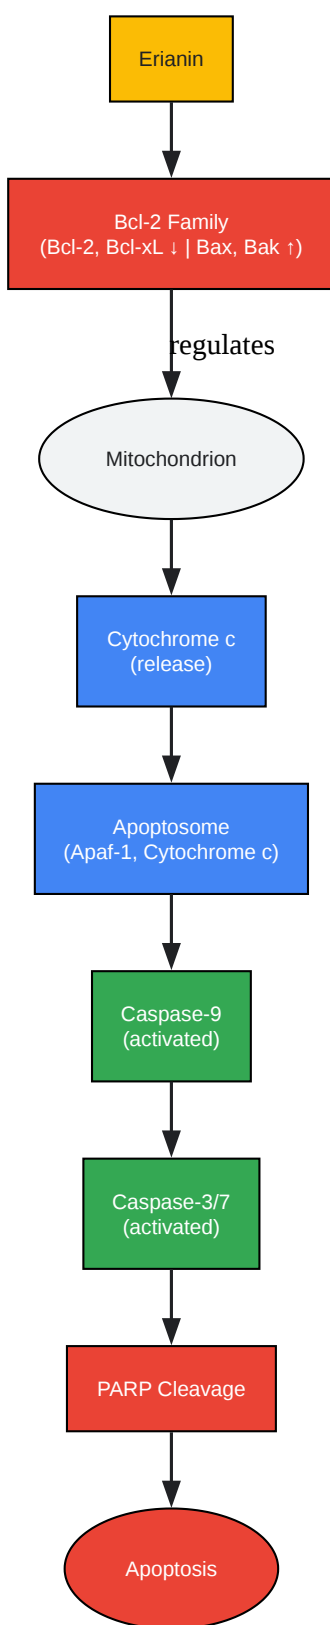 Erianin
Bcl-2 Family
(Bcl-2, Bcl-xL ↓ | Bax, Bak ↑)
regulates
Mitochondrion
Cytochrome c
(release)
Apoptosome
(Apaf-1, Cytochrome c)
Caspase-9
(activated)
Caspase-3/7
(activated)
PARP Cleavage
Apoptosis